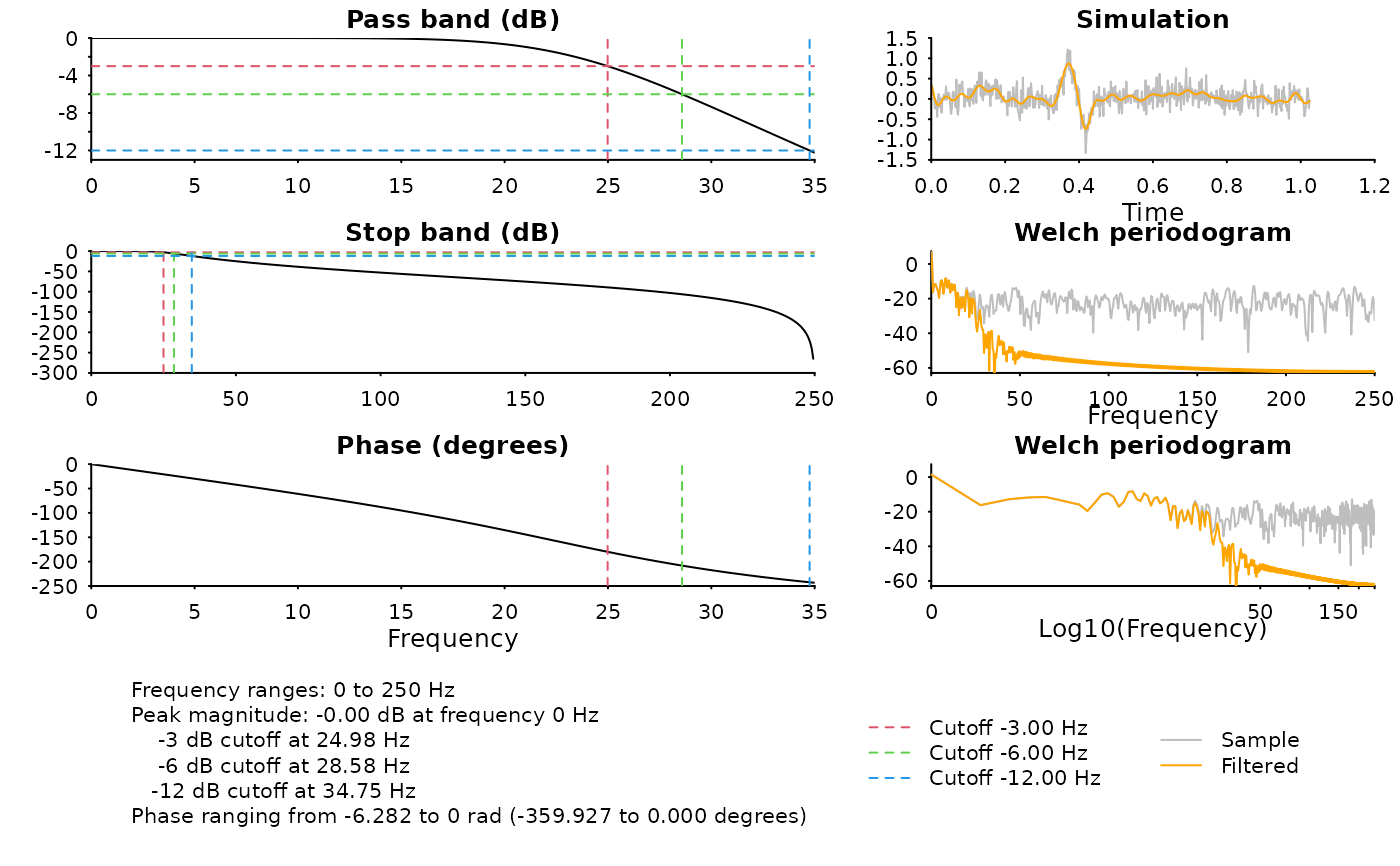 Pass band (dB)
0
-4
-8
-12
0 5 10 15 20 25 30 35
Simulation
1.5
1.0
0.5
0.0
-0.5
-1.0
-1.5
0.0 0.2 0.4 0.6 0.8 1.0 1.2
Time
Stop band (dB)
0
-50
-100
-150
-200
-250
-300
0 50 100 150 200 250
Welch periodogram
0
-20
-40
-60
0 50 100 150 200 250
Frequency
Phase (degrees)
0
-50
-100
-150
-200
-250
0 5 10 15 20 25 30 35
Frequency
Welch periodogram
0
-20
-40
-60
0 50 150
Log10(Frequency)
Frequency ranges: 0 to 250 Hz
Peak magnitude: -0.00 dB at frequency 0 Hz
-3 dB cutoff at 24.98 Hz
-6 dB cutoff at 28.58 Hz
-12 dB cutoff at 34.75 Hz
Phase ranging from -6.282 to 0 rad (-359.927 to 0.000 degrees)
Cutoff -3.00 Hz
Cutoff -6.00 Hz
Cutoff -12.00 Hz
Sample
Filtered